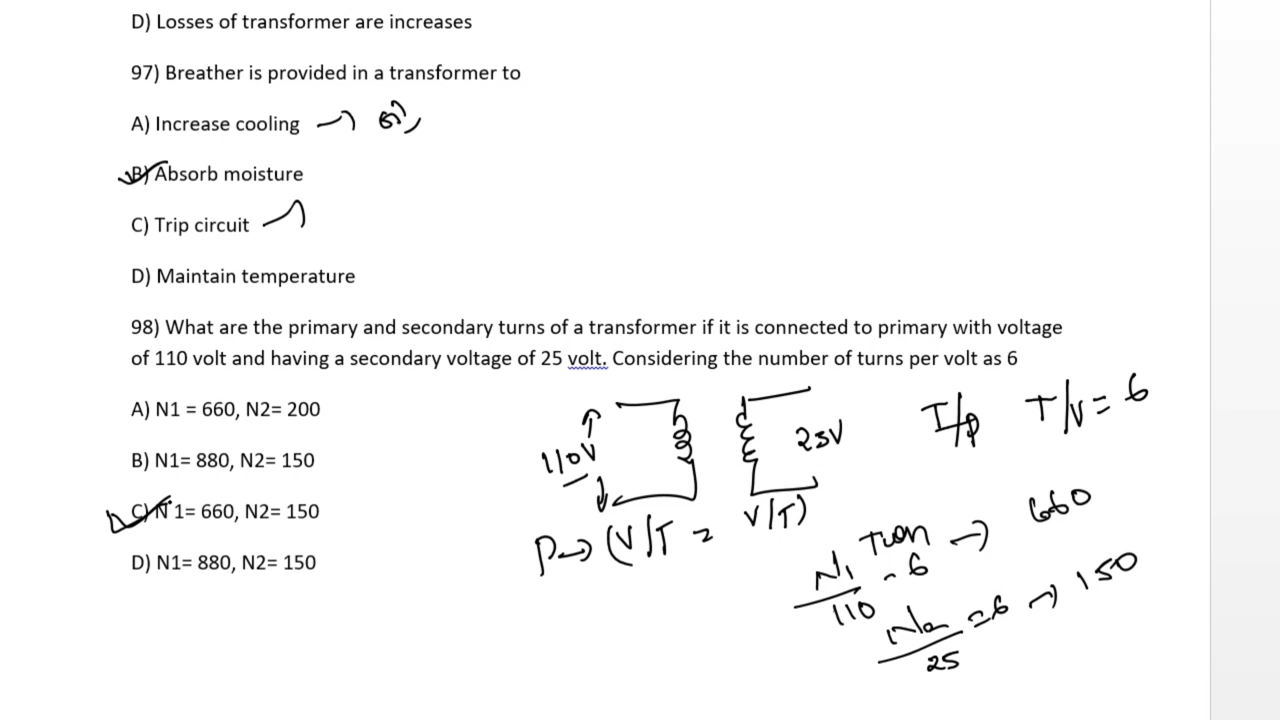 D) Losses of transformer are increases
97) Breather is provided in a transformer to
A) Increase cooling
B) Absorb moisture
C) Trip circuit
D) Maintain temperature
98) What are the primary and secondary turns of a transformer if it is connected to primary with voltage
of 110 volt and having a secondary voltage of 25 volt. Considering the number of turns per volt as 6
A) N1 = 660, N2= 200
B) N1= 880, N2= 150
C) N1= 660, N2= 150
D) N1= 880, N2= 150
110V
25V
I/P T/V = 6
P→ (V/T = V/T)
Turn → 660
N1/110 = 6
N2/25 = 6 → 150